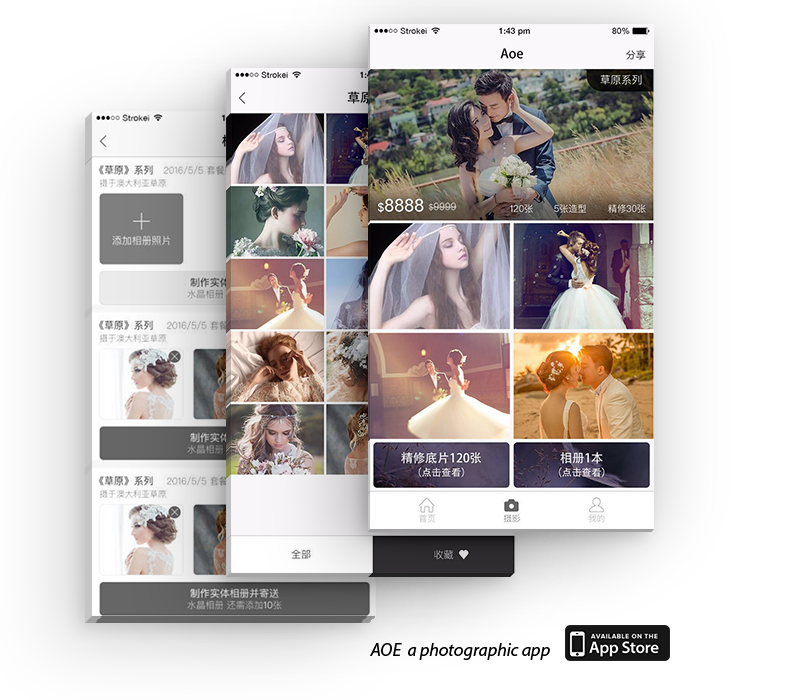 ●●●○○ Strokei
1:43 pm
80%
Aoe
分享
草原系列
$8888 $9999
120张
5张造型
精修30张
精修底片120张
(点击查看)
相册1本
(点击查看)
首页
摄影
我的
●●●○○ Strokei
1:4
草原
全部
收藏
●●●○○ Strokei
1
《草原》系列 2016/5/5 套餐
摄于澳大利亚草原
添加相册照片
制作实体
水晶相册
《草原》系列 2016/5/5 套餐
摄于澳大利亚草原
制作实体
水晶相册
《草原》系列 2016/5/5 套餐
摄于澳大利亚草原
制作实体相册并寄送
水晶相册 还需添加10张
AOE a photographic app
AVAILABLE ON THE
App Store